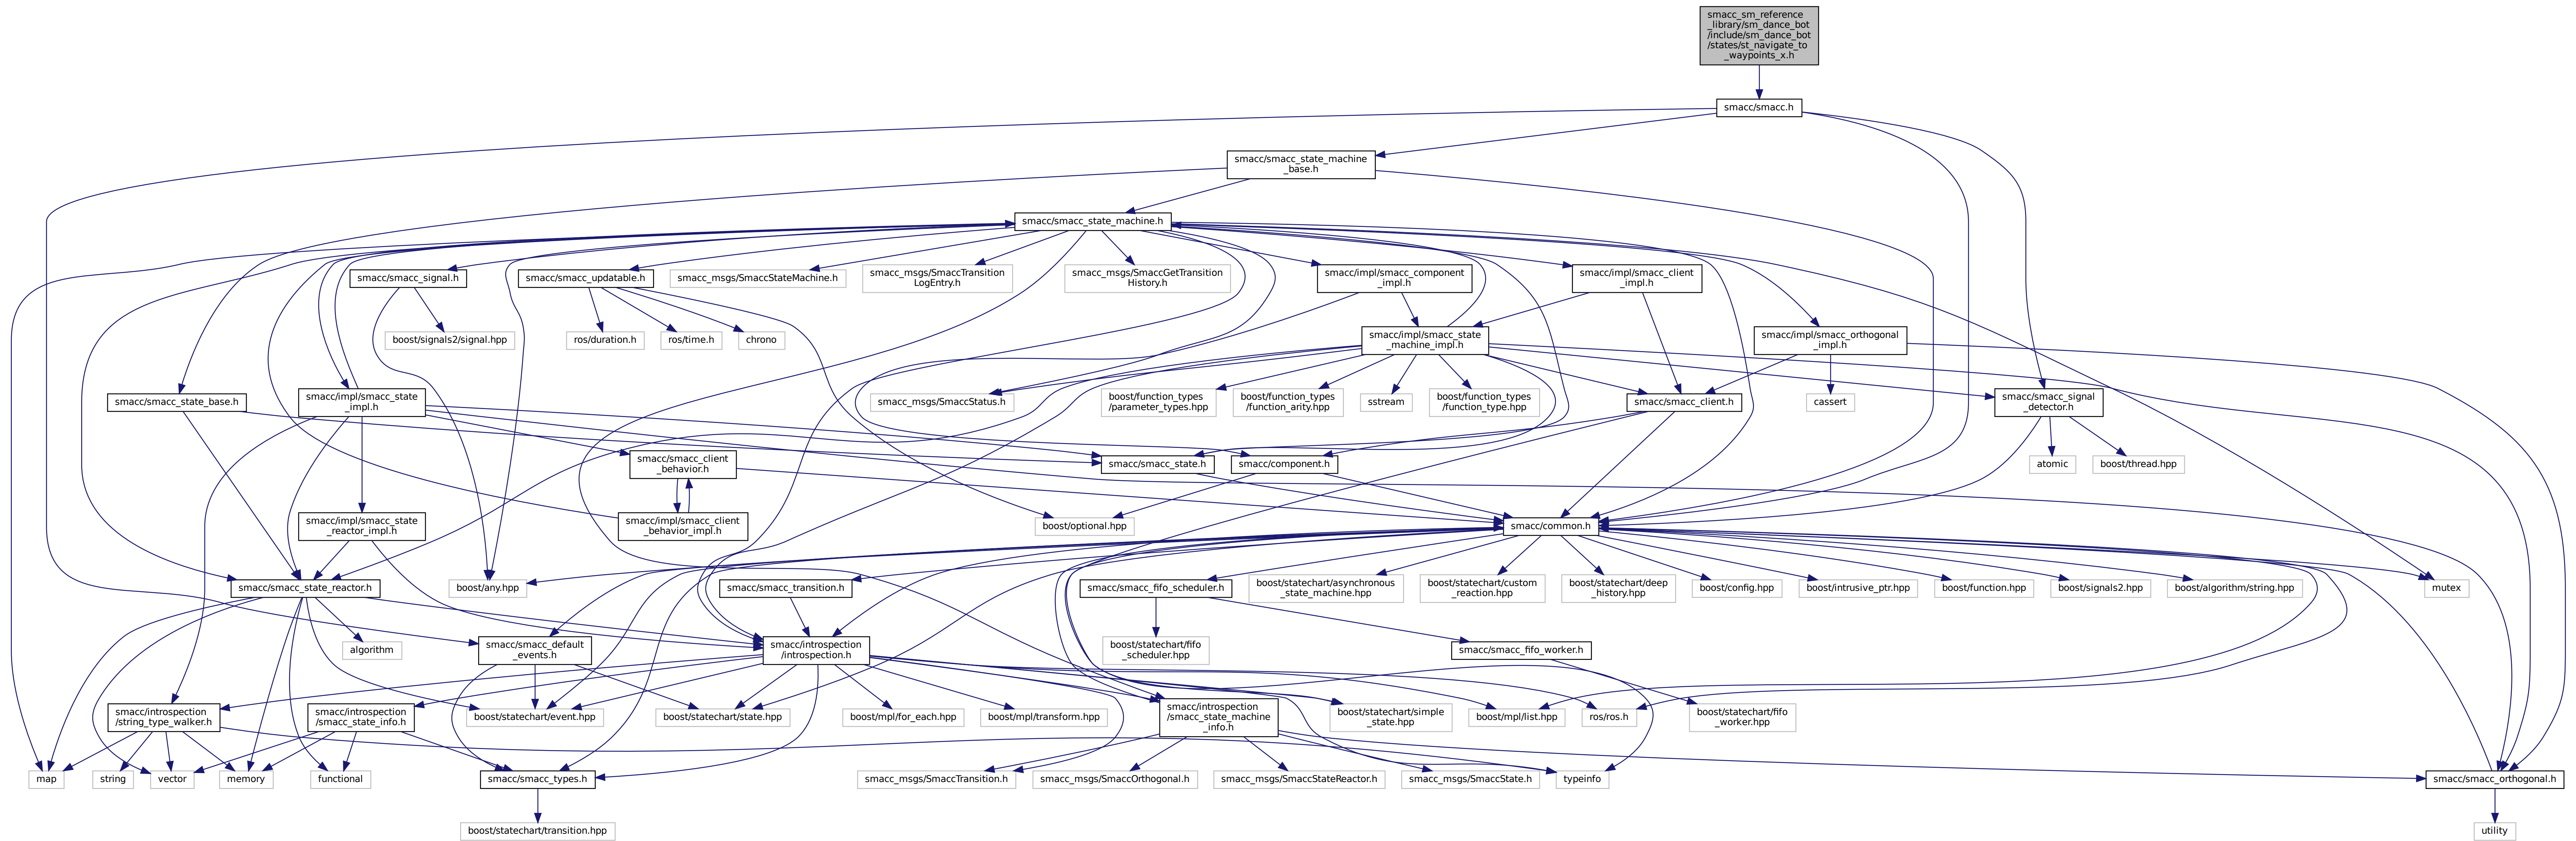 smacc_sm_reference
_library/sm_dance_bot
/include/sm_dance_bot
/states/st_navigate_to
_waypoints_x.h
smacc/smacc.h
smacc/smacc_state_machine
_base.h
smacc/smacc_state_machine.h
smacc/smacc_signal.h
smacc/smacc_updatable.h
smacc_msgs/SmaccStateMachine.h
smacc_msgs/SmaccTransition
LogEntry.h
smacc_msgs/SmaccGetTransition
History.h
smacc/impl/smacc_component
_impl.h
smacc/impl/smacc_client
_impl.h
boost/signals2/signal.hpp
ros/duration.h
ros/time.h
chrono
smacc/impl/smacc_state
_machine_impl.h
smacc/impl/smacc_orthogonal
_impl.h
smacc/smacc_state_base.h
smacc/impl/smacc_state
_impl.h
smacc_msgs/SmaccStatus.h
boost/function_types
/parameter_types.hpp
boost/function_types
/function_arity.hpp
sstream
boost/function_types
/function_type.hpp
smacc/smacc_client.h
cassert
smacc/smacc_signal
_detector.h
smacc/smacc_client
_behavior.h
smacc/smacc_state.h
smacc/component.h
atomic
boost/thread.hpp
smacc/impl/smacc_state
_reactor_impl.h
smacc/impl/smacc_client
_behavior_impl.h
boost/optional.hpp
smacc/common.h
smacc/smacc_state_reactor.h
boost/any.hpp
smacc/smacc_transition.h
smacc/smacc_fifo_scheduler.h
boost/statechart/asynchronous
_state_machine.hpp
boost/statechart/custom
_reaction.hpp
boost/statechart/deep
_history.hpp
boost/config.hpp
boost/intrusive_ptr.hpp
boost/function.hpp
boost/signals2.hpp
boost/algorithm/string.hpp
mutex
algorithm
smacc/smacc_default
_events.h
smacc/introspection
/introspection.h
boost/statechart/fifo
_scheduler.hpp
smacc/smacc_fifo_worker.h
smacc/introspection
/string_type_walker.h
smacc/introspection
/smacc_state_info.h
boost/statechart/event.hpp
boost/statechart/state.hpp
boost/mpl/for_each.hpp
boost/mpl/transform.hpp
smacc/introspection
/smacc_state_machine
_info.h
boost/statechart/simple
_state.hpp
boost/mpl/list.hpp
ros/ros.h
boost/statechart/fifo
_worker.hpp
map
string
vector
memory
functional
smacc/smacc_types.h
smacc_msgs/SmaccTransition.h
smacc_msgs/SmaccOrthogonal.h
smacc_msgs/SmaccStateReactor.h
smacc_msgs/SmaccState.h
typeinfo
smacc/smacc_orthogonal.h
boost/statechart/transition.hpp
utility